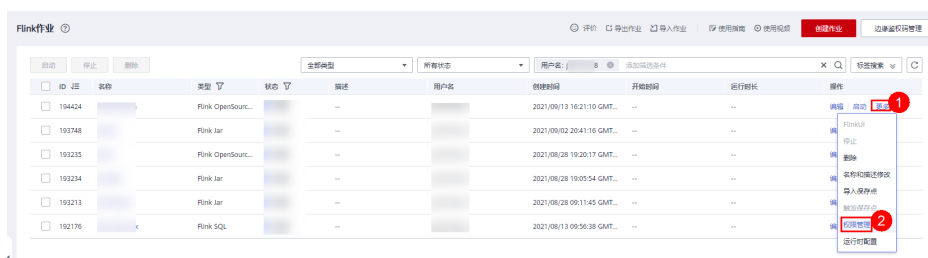 Flink作业
评价 导出作业 导入作业 使用指南 使用视频 创建作业 边缘鉴权码管理
启动 停止 删除 全部类型 所有状态 用户名: j 8 添加筛选条件 标签搜索
ID 名称 类型 状态 描述 用户名 创建时间 开始时间 运行时长 操作
194424 Flink OpenSourc... -- 2021/09/13 16:21:10 GMT... -- -- 编辑 启动 更多 1
193748 Flink Jar -- 2021/09/02 20:41:16 GMT... -- --
193235 Flink OpenSourc... -- 2021/08/28 19:20:17 GMT... -- --
193234 Flink Jar -- 2021/08/28 19:05:54 GMT... -- --
193213 Flink Jar -- 2021/08/28 09:11:45 GMT... -- --
192176 Flink SQL -- 2021/08/13 09:56:38 GMT... -- --
FlinkUI
停止
删除
名称和描述修改
导入保存点
触发保存点
权限管理 2
运行时配置